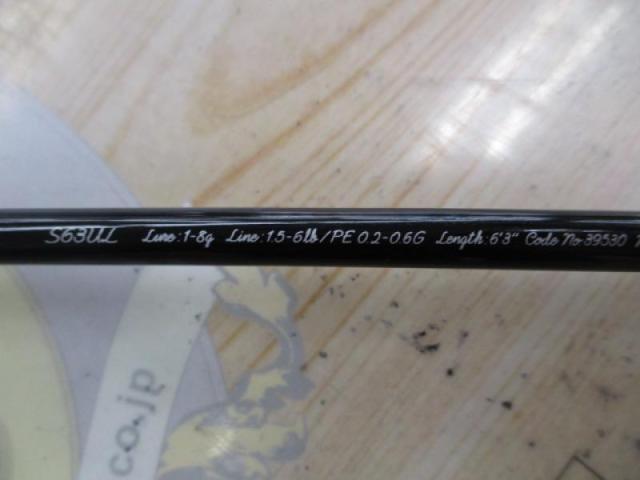 S63UL Lure:1-8g Line:1.5-6lb/PE 0.2-0.6G Length:6'3" Code No 39530
co.jp